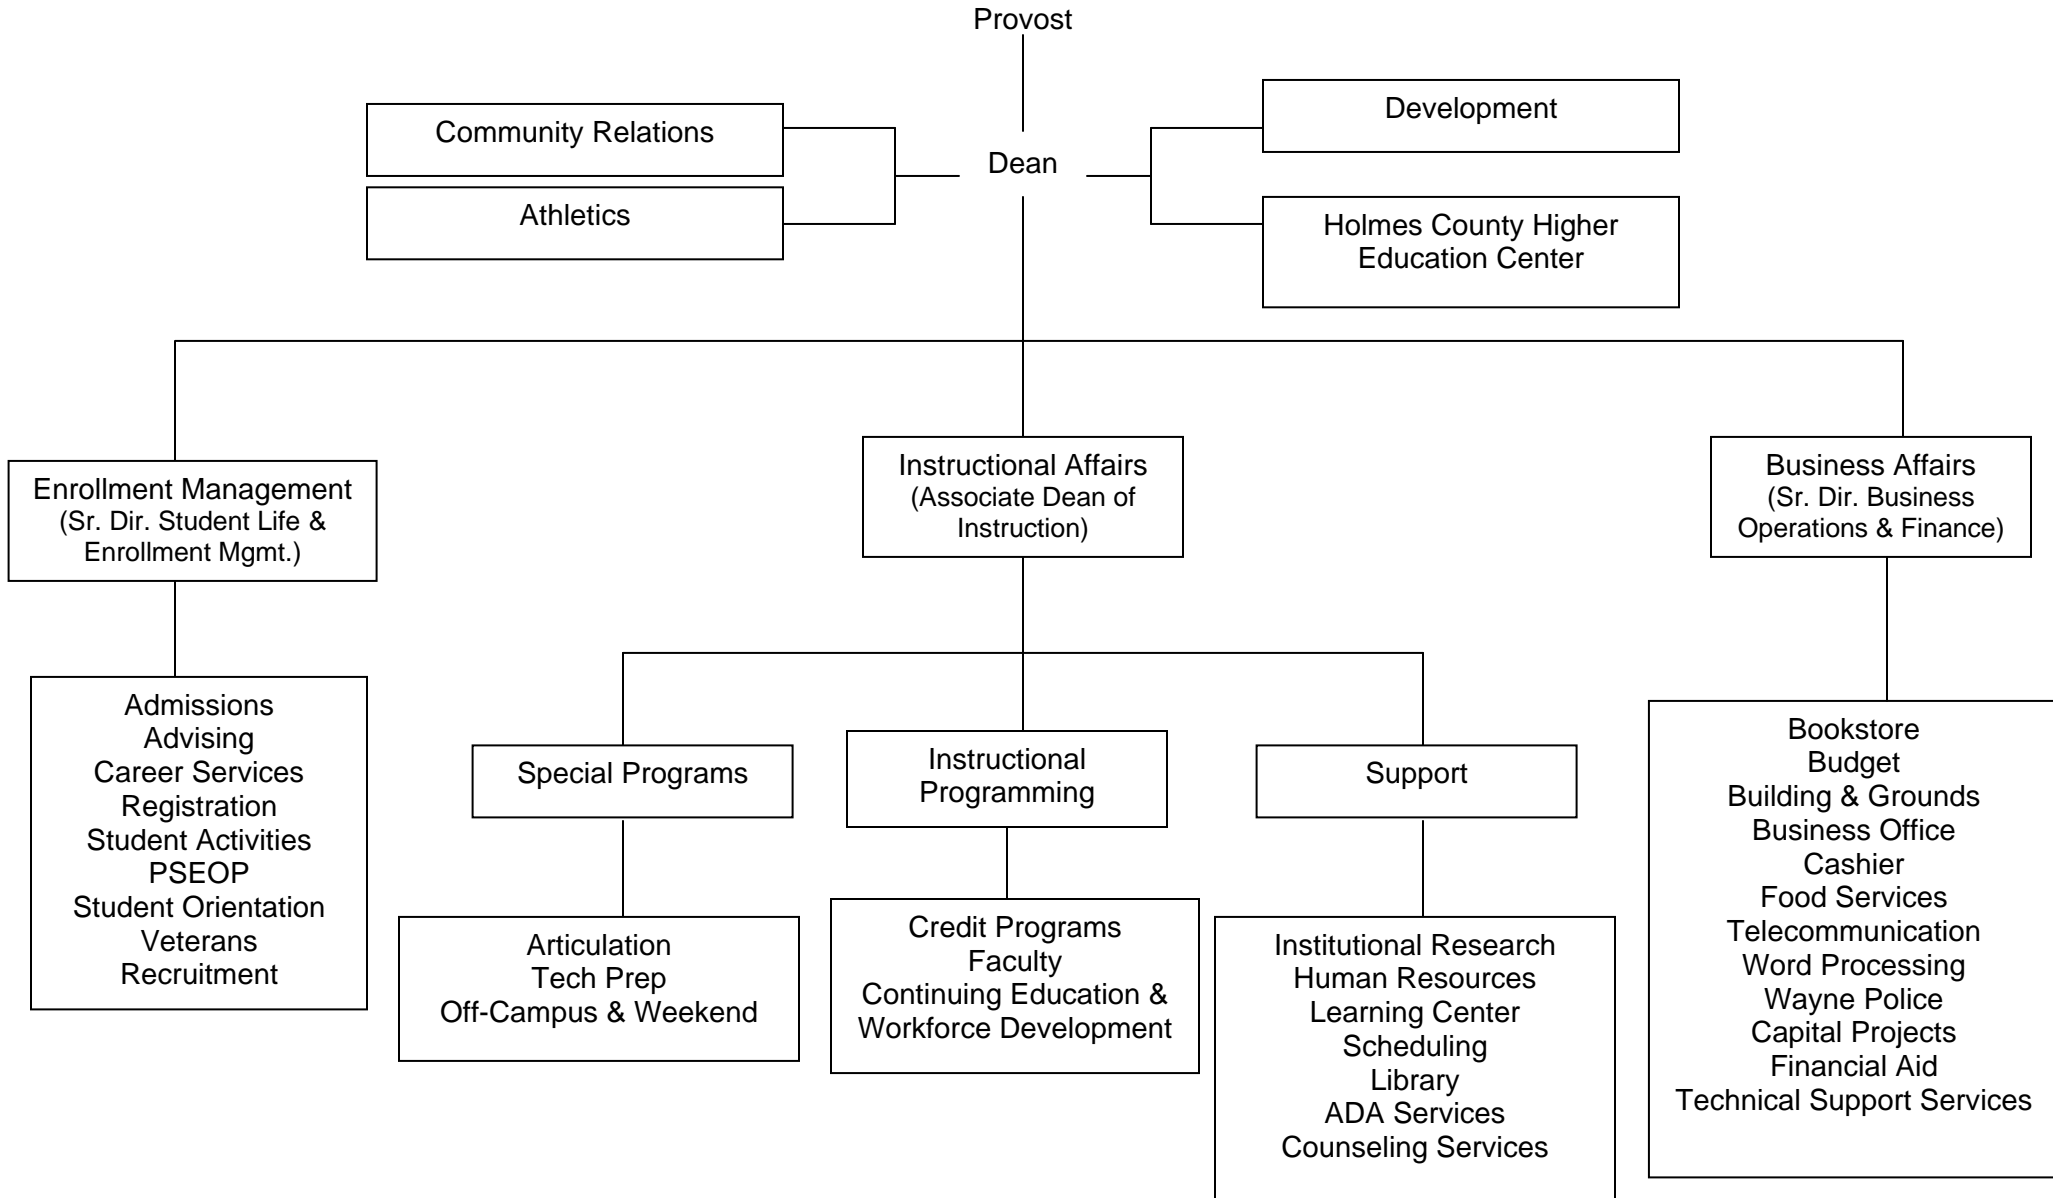 Provost
Community Relations
Development
Dean
Athletics
Holmes County Higher
Education Center
Enrollment Management
(Sr. Dir. Student Life &
Enrollment Mgmt.)
Instructional Affairs
(Associate Dean of
Instruction)
Business Affairs
(Sr. Dir. Business
Operations & Finance)
Admissions
Advising
Career Services
Registration
Student Activities
PSEOP
Student Orientation
Veterans
Recruitment
Special Programs
Articulation
Tech Prep
Off-Campus & Weekend
Instructional
Programming
Credit Programs
Faculty
Continuing Education &
Workforce Development
Support
Institutional Research
Human Resources
Learning Center
Scheduling
Library
ADA Services
Counseling Services
Bookstore
Budget
Building & Grounds
Business Office
Cashier
Food Services
Telecommunication
Word Processing
Wayne Police
Capital Projects
Financial Aid
Technical Support Services